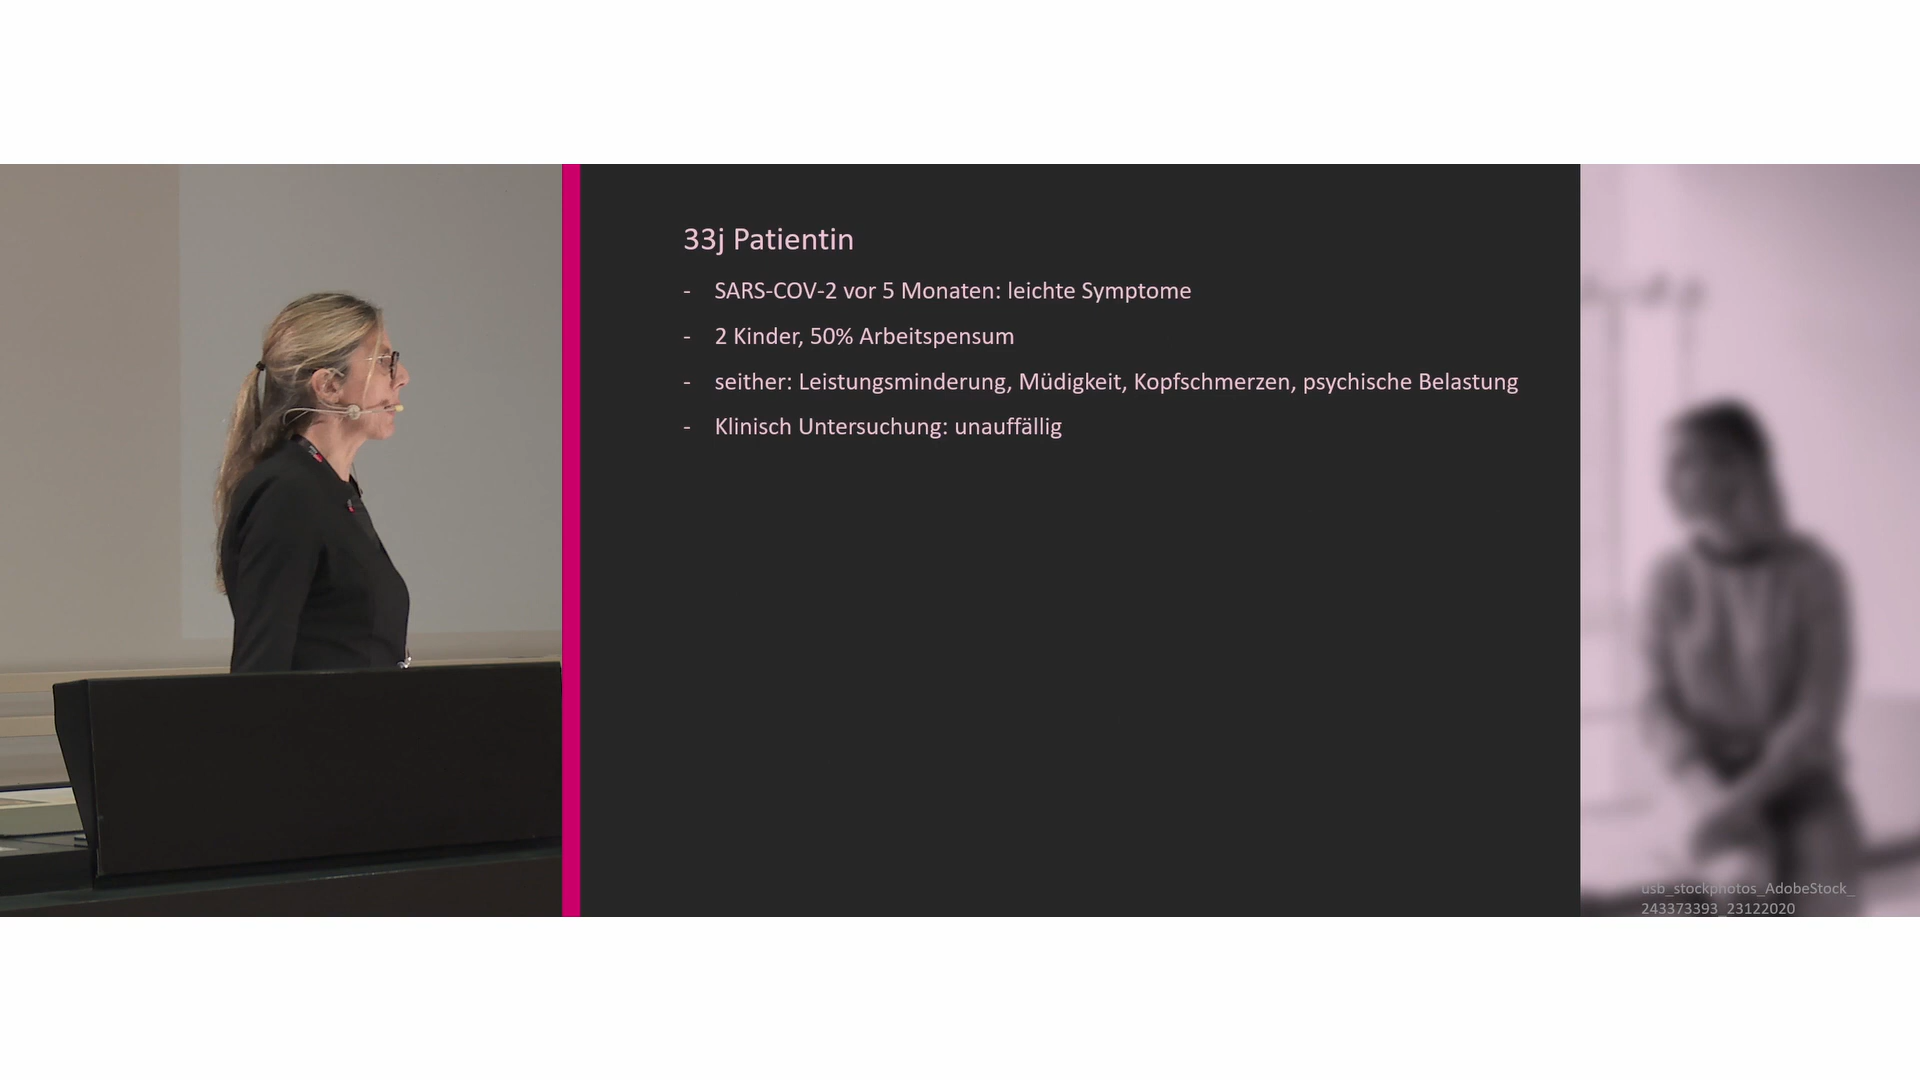 33j Patientin
- SARS-COV-2 vor 5 Monaten: leichte Symptome
- 2 Kinder, 50% Arbeitspensum
- seither: Leistungsminderung, Müdigkeit, Kopfschmerzen, psychische Belastung
- Klinisch Untersuchung: unauffällig
usb_stockphotos_AdobeStock_
243373393_23122020